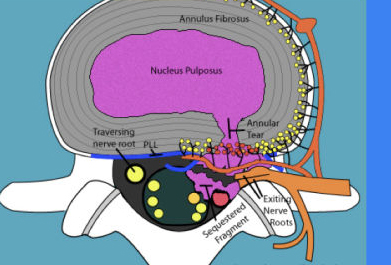 Annulus Fibrosus
Nucleus Pulposus
Annular
Tear
Traversing
nerve root
PLL
Exiting
Nerve
Roots
Sequestered
Fragment